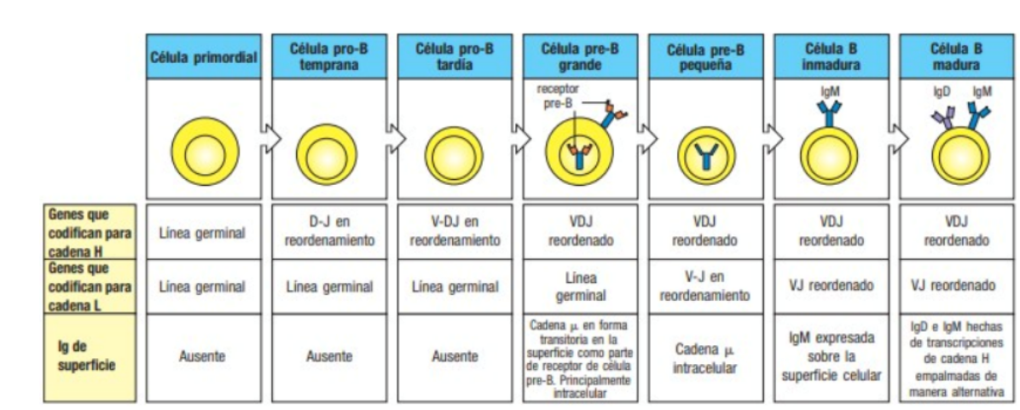 Célula primordial
Célula pro-B
temprana
Célula pro-B
tardía
Célula pre-B
grande
Célula pre-B
pequeña
Célula B
inmadura
Célula B
madura
receptor
pre-B
IgM
IgD
IgM
Genes que
codifican para
cadena H
Línea germinal
D-J en
reordenamiento
V-DJ en
reordenamiento
VDJ
reordenado
VDJ
reordenado
VDJ
reordenado
VDJ
reordenado
Genes que
codifican para
cadena L
Línea germinal
Línea germinal
Línea germinal
Línea
germinal
V-J en
reordenamiento
VJ reordenado
VJ reordenado
Ig de
superficie
Ausente
Ausente
Ausente
Cadena μ en forma
transitoria en la
superficie como parte
de receptor de célula
pre-B. Principalmente
intracelular
Cadena μ
intracelular
IgM expresada
sobre la
superficie celular
IgD e IgM hechas
de transcripciones
de cadena H
empalmadas de
manera alternativa